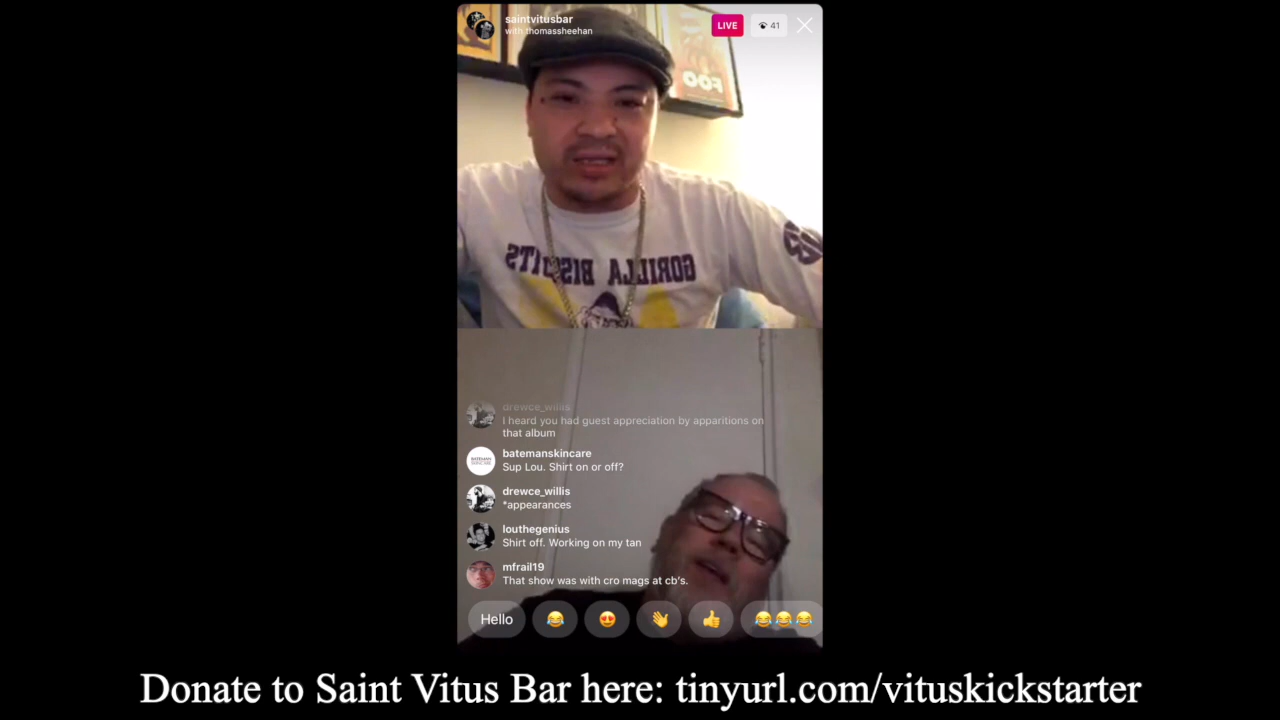 saintvitusbar
with thomassheehan
LIVE
41
FOO
GORILLA BISCUITS
drewce_willis
I heard you had guest appreciation by apparitions on
that album
batemanskincare
Sup Lou. Shirt on or off?
drewce_willis
*appearances
louthegenius
Shirt off. Working on my tan
mfrail19
That show was with cro mags at cb's.
Hello
Donate to Saint Vitus Bar here: tinyurl.com/vituskickstarter